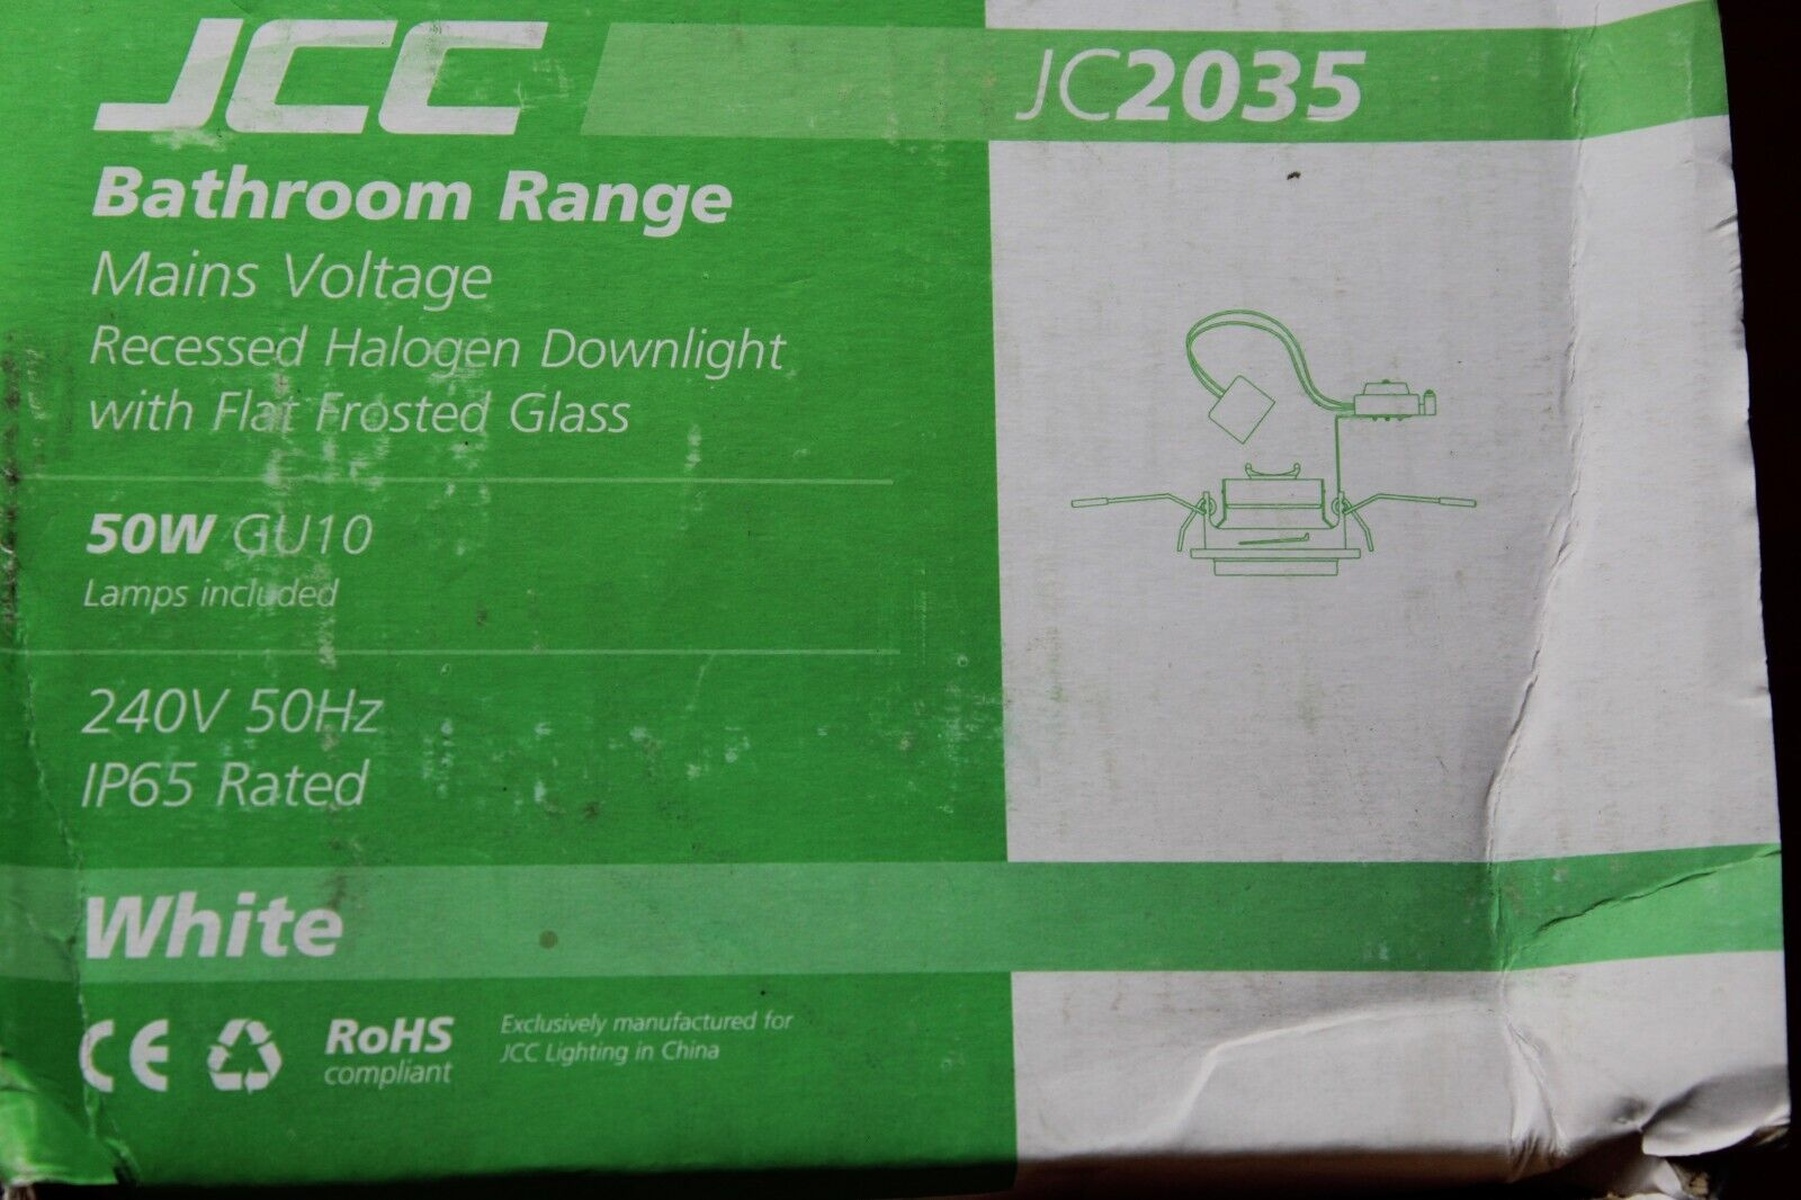 JCC
JC2035
Bathroom Range
Mains Voltage
Recessed Halogen Downlight
with Flat Frosted Glass
50W GU10
Lamps included
240V 50Hz
IP65 Rated
White
CE
RoHS
compliant
Exclusively manufactured for
JCC Lighting in China